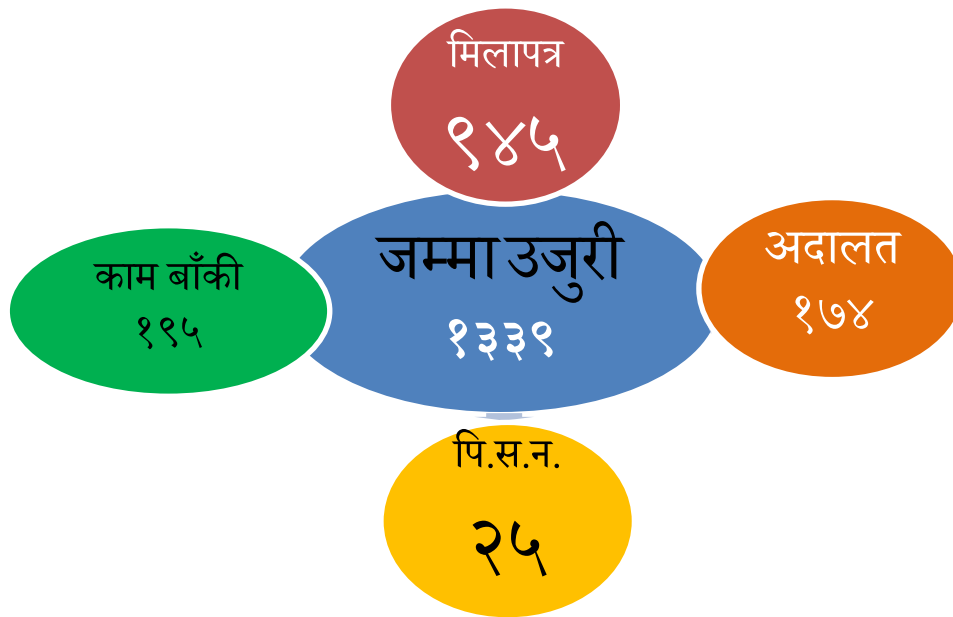 मिलापत्र
९४५
जम्मा उजुरी
१३३९
अदालत
१७४
काम बाँकी
१९५
पि.स.न.
२५